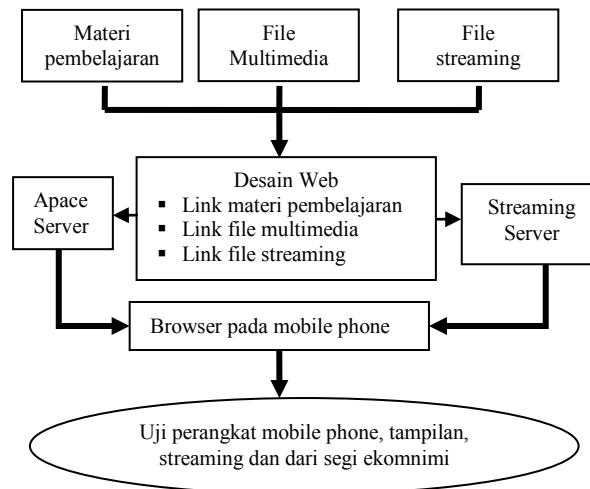 Materi
pembelajaran
File
Multimedia
File
streaming
Desain Web
▪ Link materi pembelajaran
▪ Link file multimedia
▪ Link file streaming
Apace
Server
Streaming
Server
Browser pada mobile phone
Uji perangkat mobile phone, tampilan,
streaming dan dari segi ekomnimi